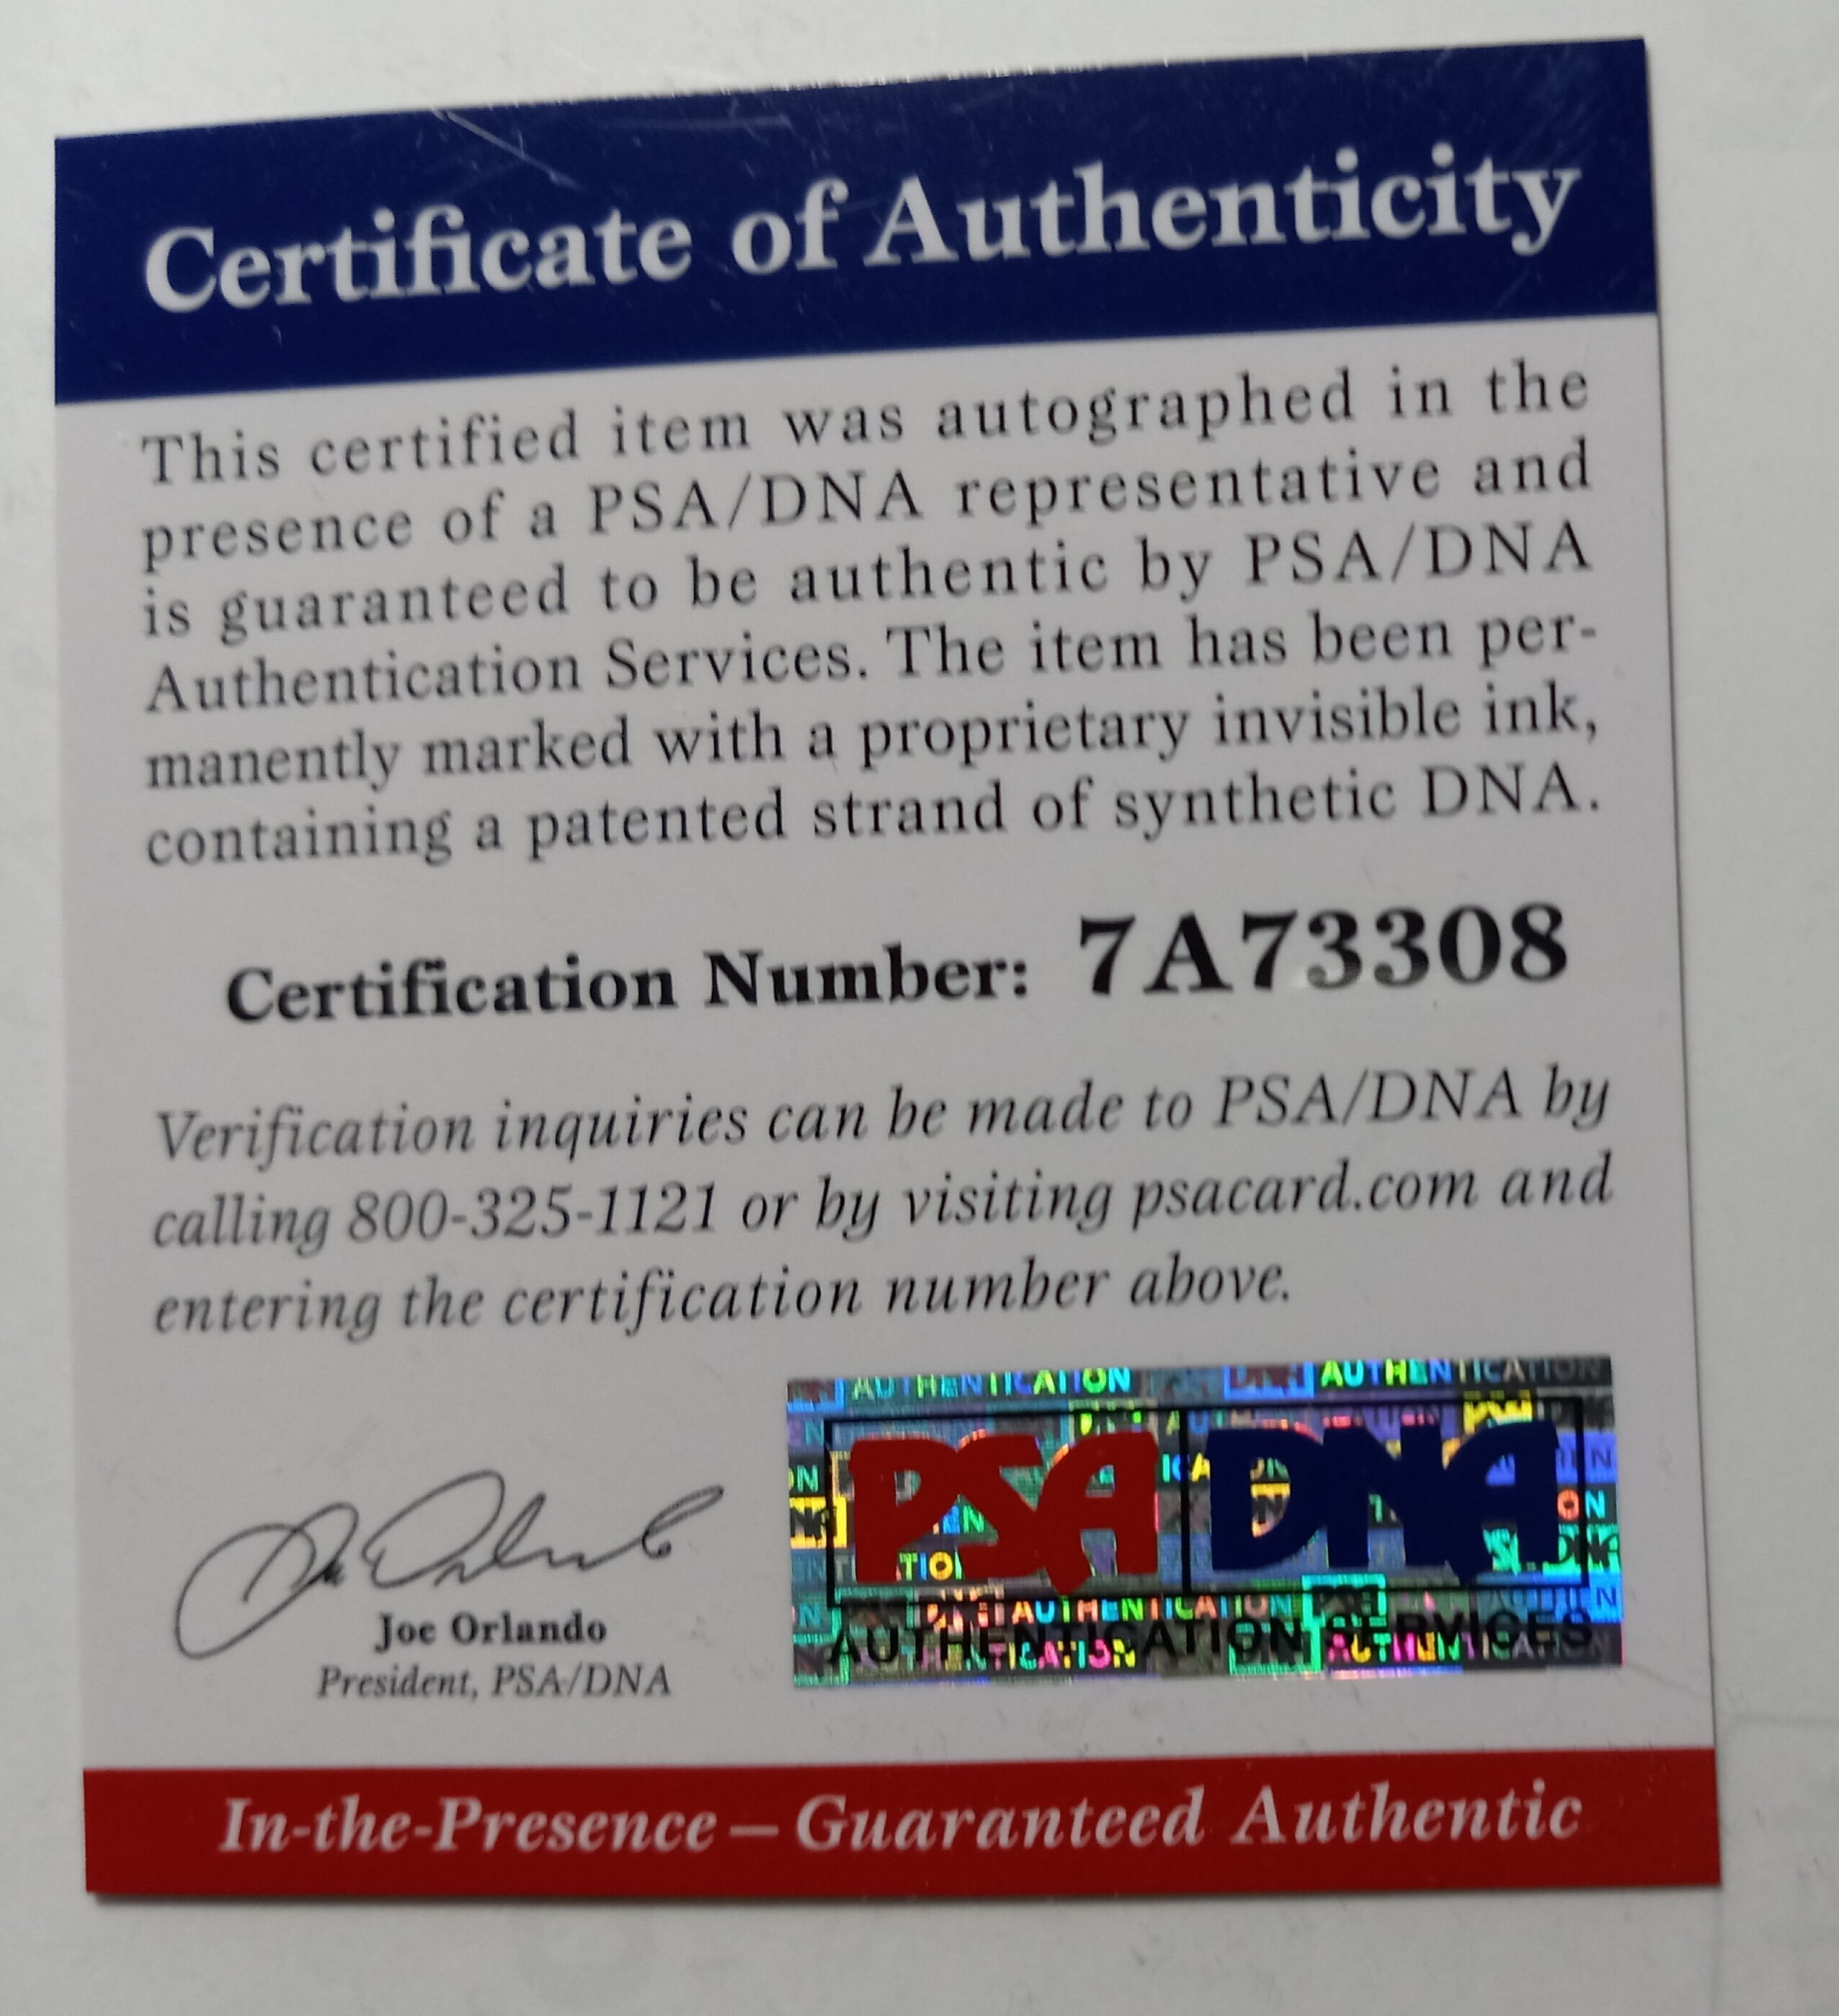 Certificate of Authenticity
This certified item was autographed in the
presence of a PSA/DNA representative and
is guaranteed to be authentic by PSA/DNA
Authentication Services. The item has been per-
manently marked with a proprietary invisible ink,
containing a patented strand of synthetic DNA.
Certification Number: 7A73308
Verification inquiries can be made to PSA/DNA by
calling 800-325-1121 or by visiting psacard.com and
entering the certification number above.
Joe Orlando
President, PSA/DNA
PSA DNA
AUTHENTICATION SERVICES
In-the-Presence – Guaranteed Authentic